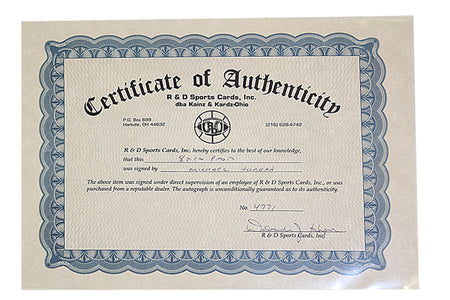 Certificate of Authenticity
R & D Sports Cards, Inc.
dba Koinz & Kardz-Ohio
P.O. Box 699
Hartville, OH 44632
(216) 628-4742
R & D Sports Cards, Inc. hereby certifies to the best of our knowledge,
that this 8x10
was signed by MICHAEL JORDAN
The above item was signed under direct supervision of an employee of R & D Sports Cards, Inc., or was
purchased from a reputable dealer. The autograph is unconditionally guaranteed as to its authenticity.
No. 4771
R & D Sports Cards, Inc.